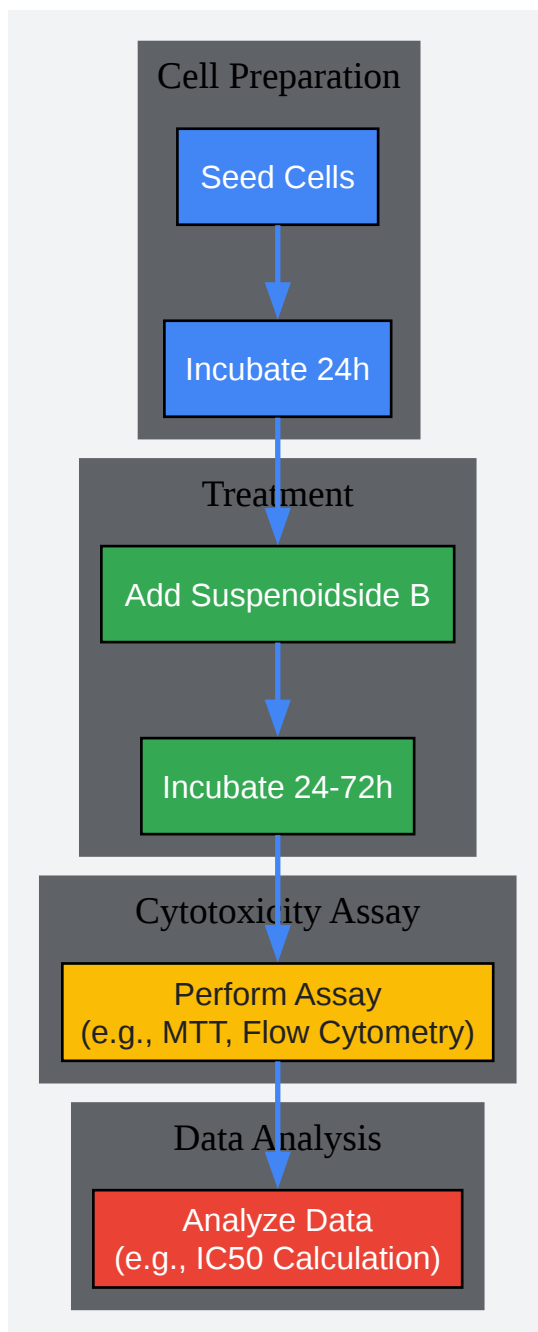 Cell Preparation
Seed Cells
Incubate 24h
Treatment
Add Suspenoidside B
Incubate 24-72h
Cytotoxicity Assay
Perform Assay
(e.g., MTT, Flow Cytometry)
Data Analysis
Analyze Data
(e.g., IC50 Calculation)